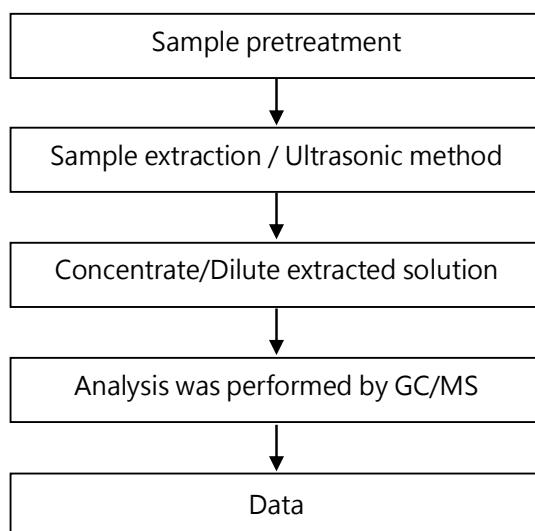 Sample pretreatment
Sample extraction / Ultrasonic method
Concentrate/Dilute extracted solution
Analysis was performed by GC/MS
Data